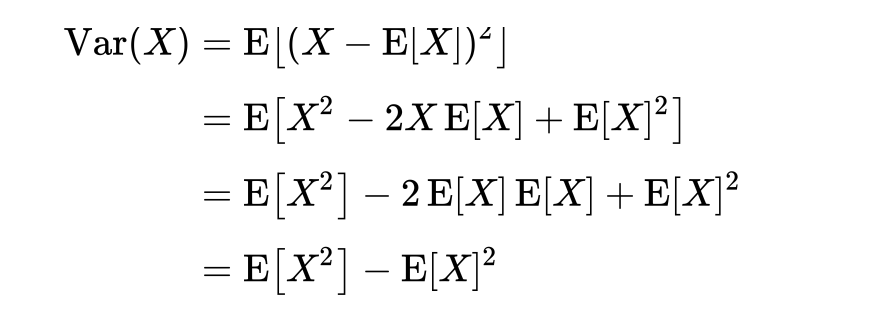 Var(X) = E[(X − E[X])²]
= E[X² − 2X E[X] + E[X]²]
= E[X²] − 2 E[X] E[X] + E[X]²
= E[X²] − E[X]²